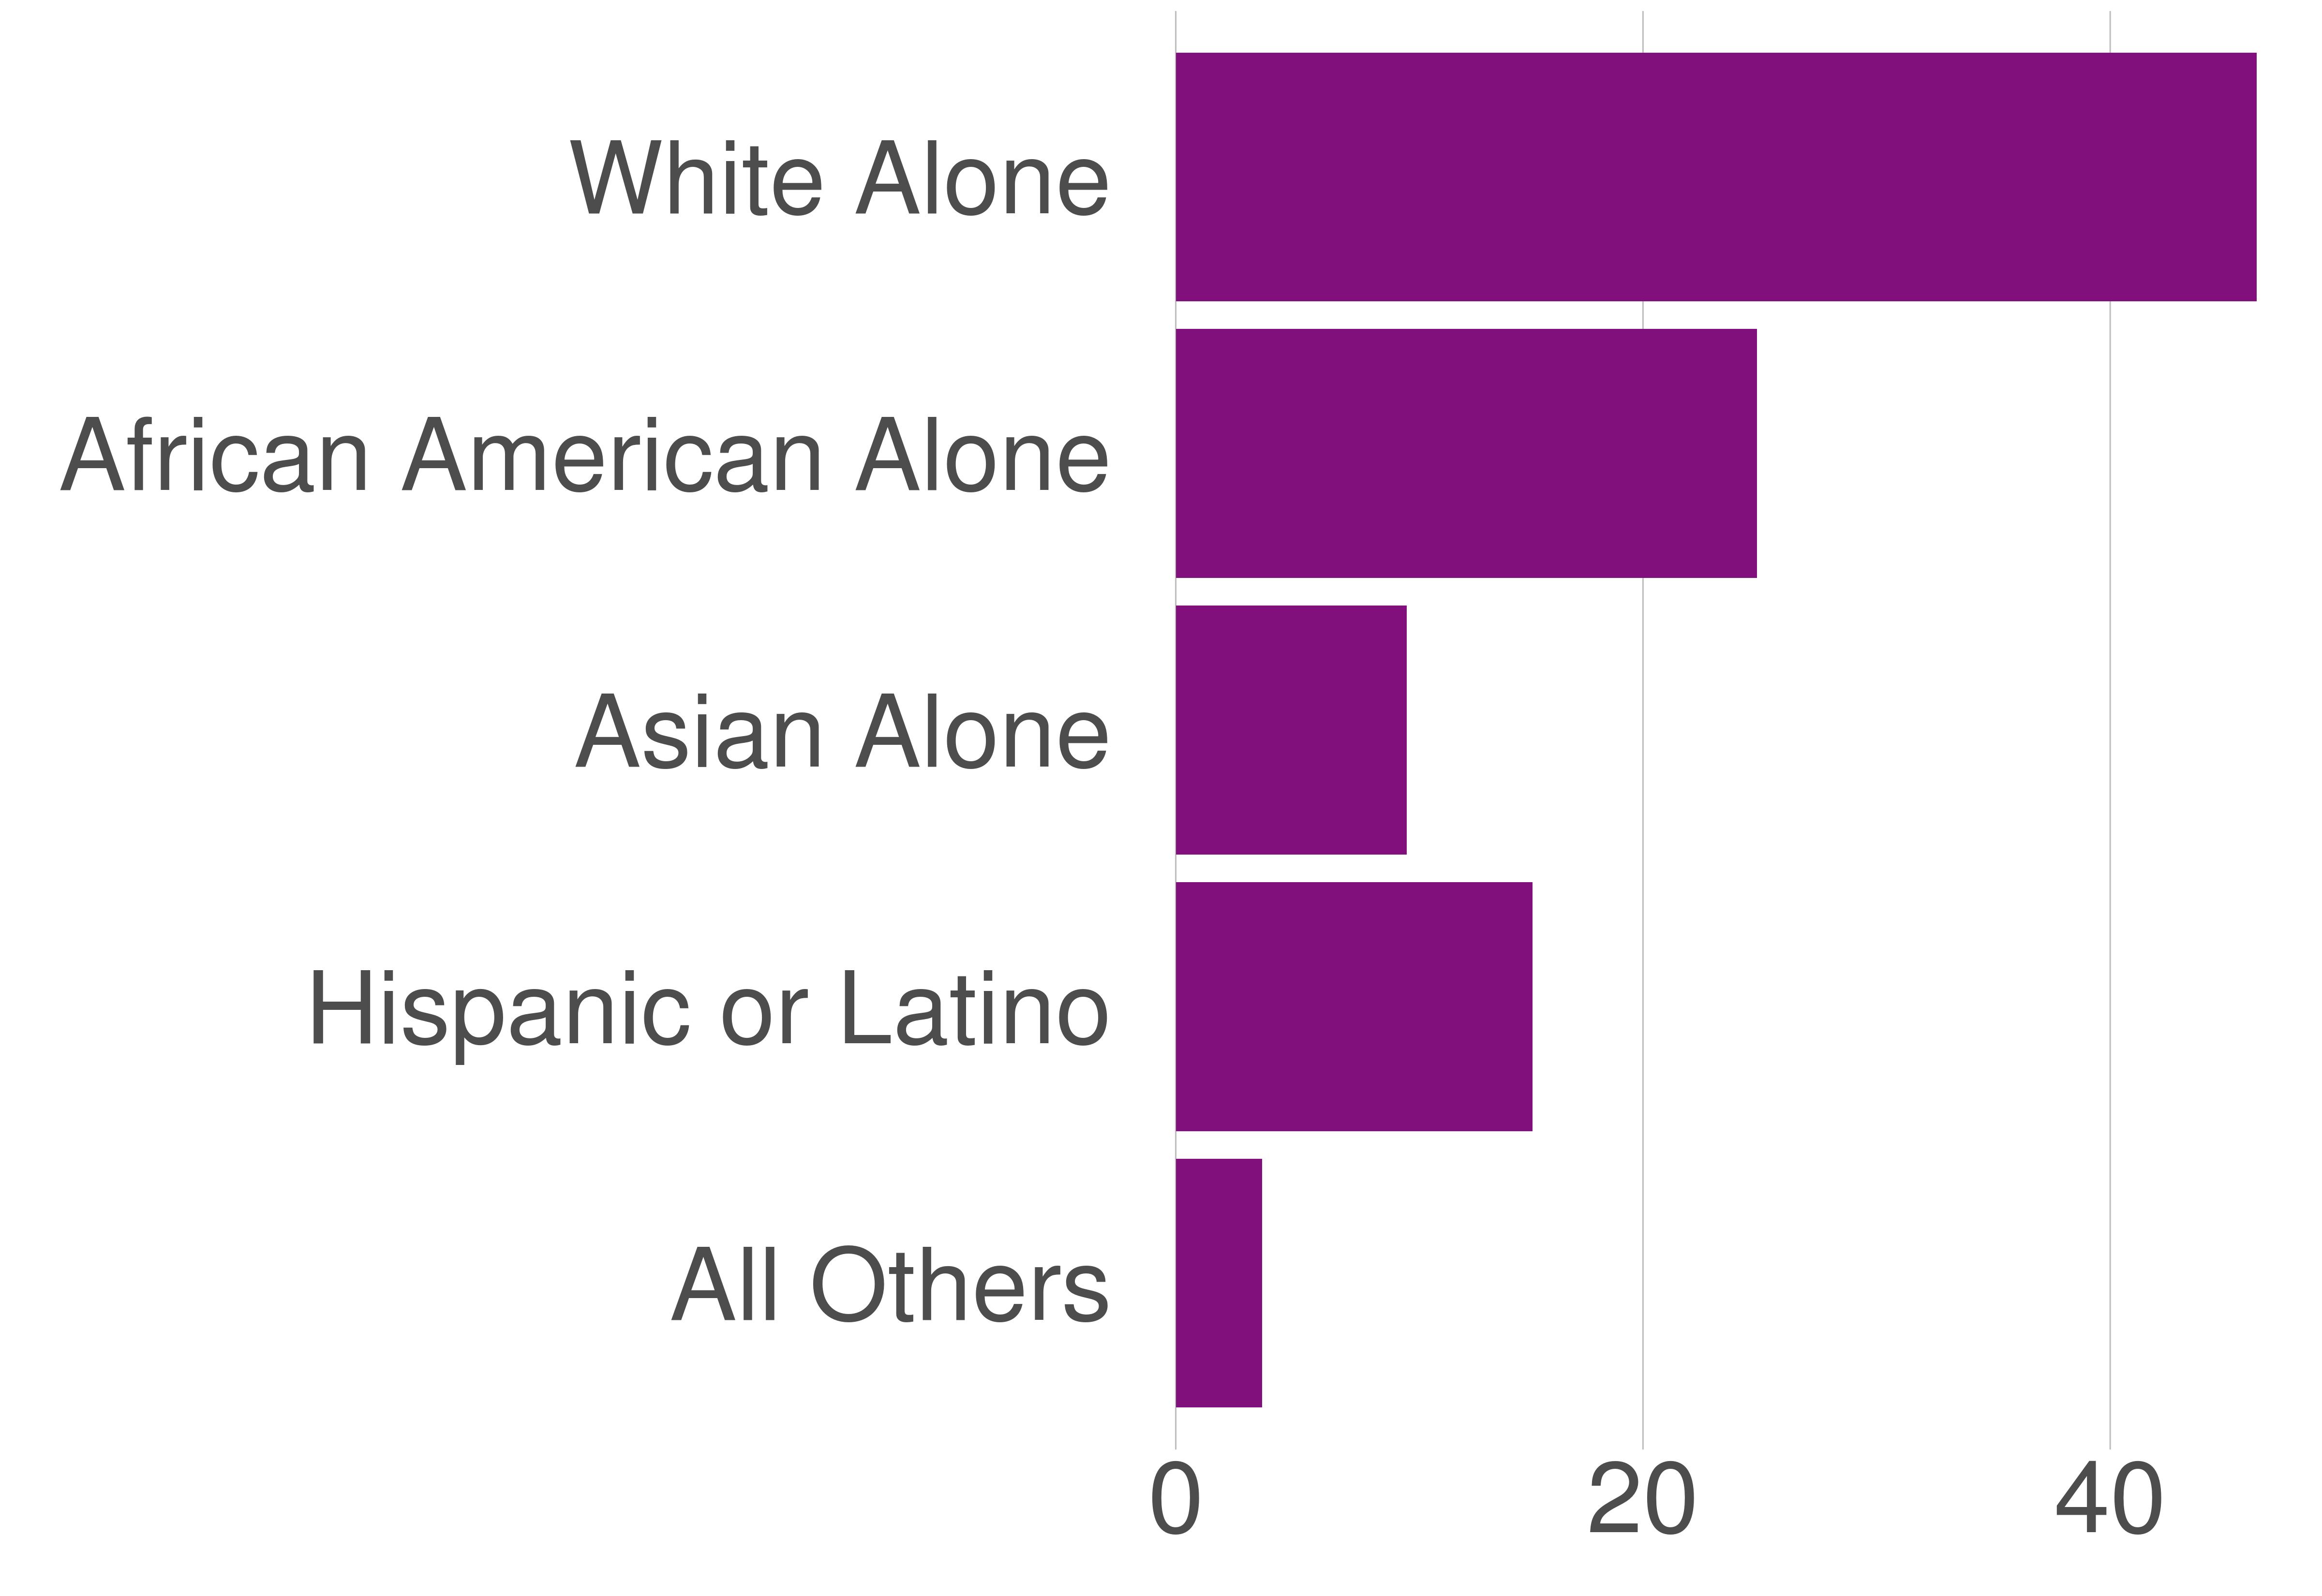 White Alone
African American Alone
Asian Alone
Hispanic or Latino
All Others
0 20 40